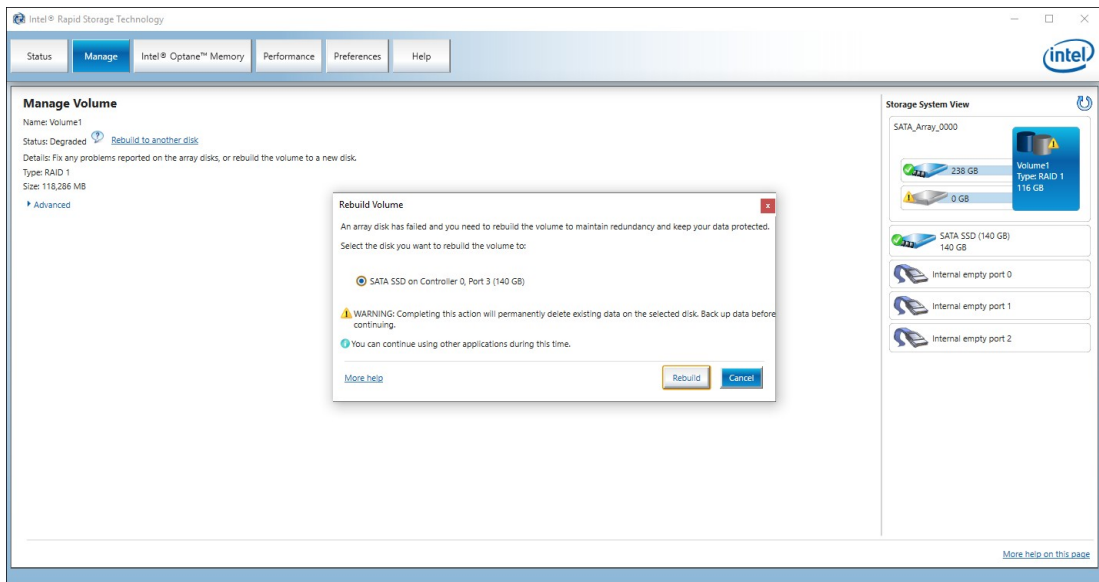 Intel® Rapid Storage Technology
Status
Manage
Intel® Optane™ Memory
Performance
Preferences
Help
intel
Manage Volume
Name: Volume1
Status: Degraded
?
Rebuild to another disk
Details: Fix any problems reported on the array disks, or rebuild the volume to a new disk.
Type: RAID 1
Size: 118,286 MB
Advanced
Rebuild Volume
x
An array disk has failed and you need to rebuild the volume to maintain redundancy and keep your data protected.
Select the disk you want to rebuild the volume to:
SATA SSD on Controller 0, Port 3 (140 GB)
WARNING: Completing this action will permanently delete existing data on the selected disk. Back up data before
continuing.
You can continue using other applications during this time.
More help
Rebuild
Cancel
Storage System View
SATA_Array_0000
238 GB
0 GB
Volume1
Type: RAID 1
116 GB
SATA SSD (140 GB)
140 GB
Internal empty port 0
Internal empty port 1
Internal empty port 2
More help on this page